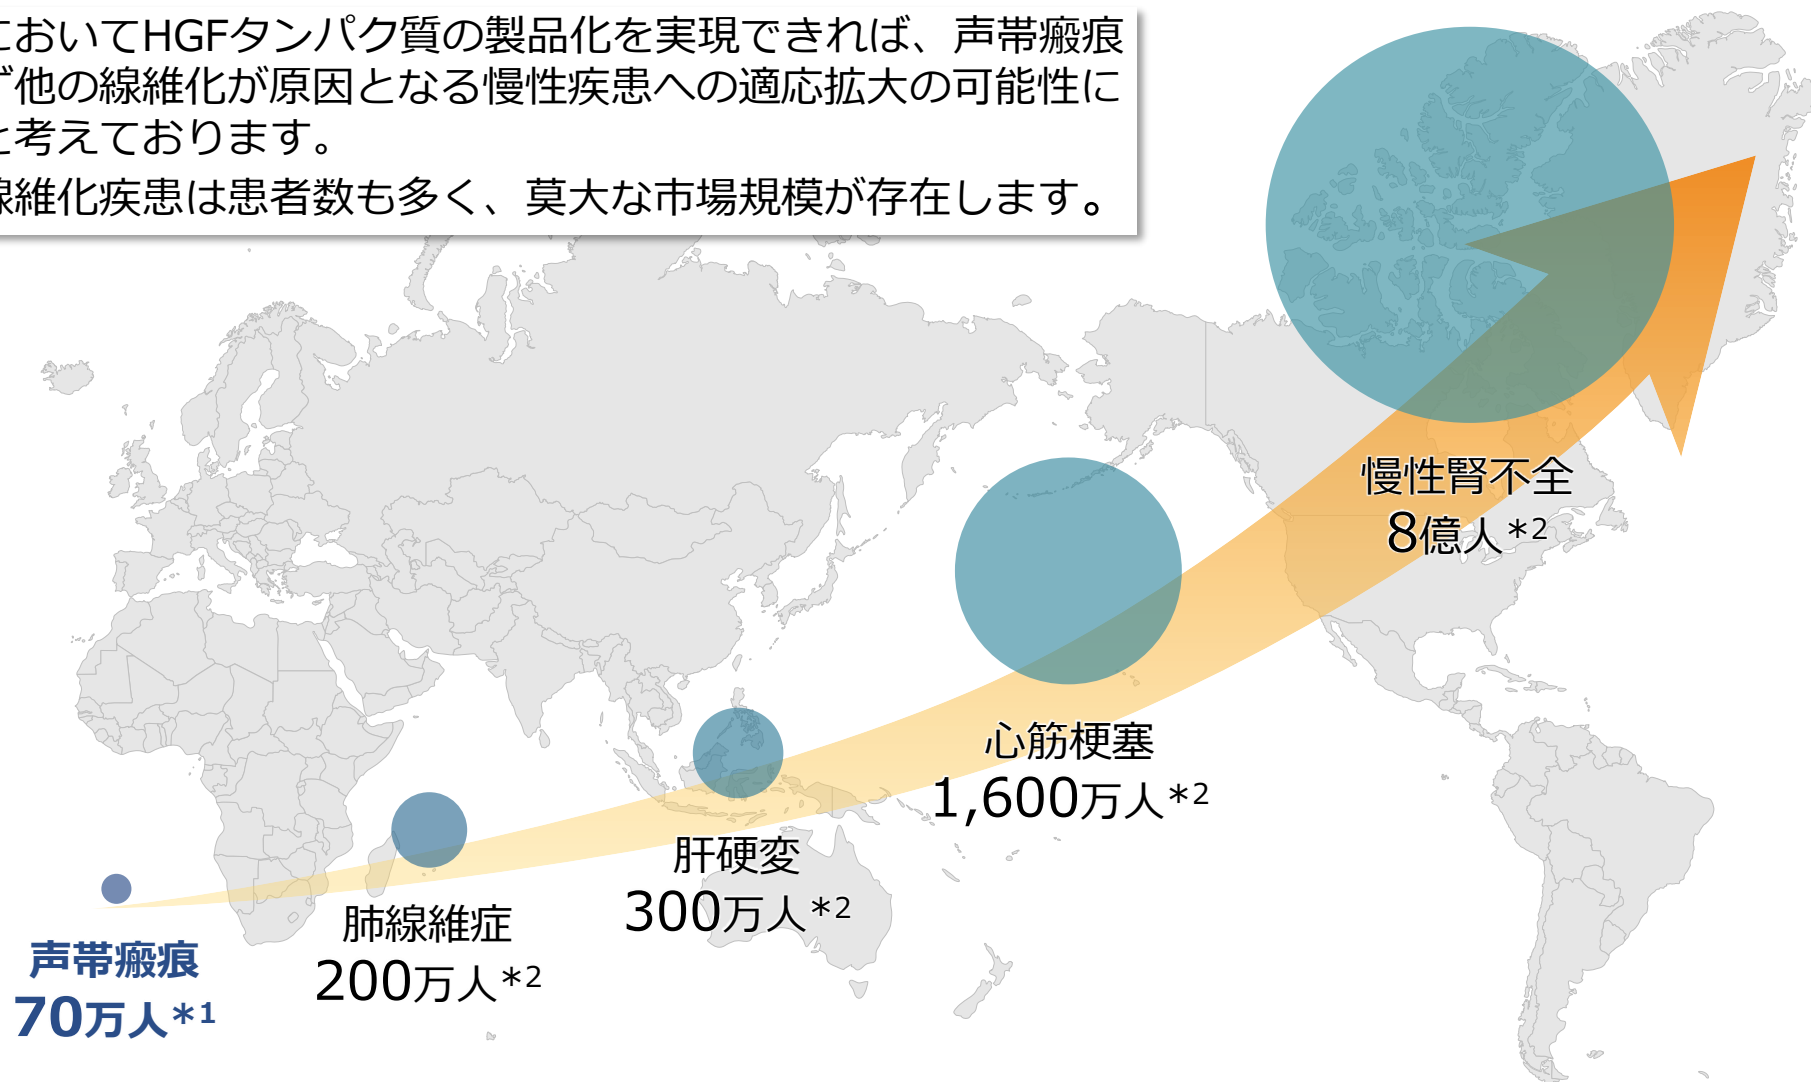 においてHGFタンパク質の製品化を実現できれば、声帯瘢痕
ず他の線維化が原因となる慢性疾患への適応拡大の可能性に
と考えております。
線維化疾患は患者数も多く、莫大な市場規模が存在します。
慢性腎不全
8億人*2
心筋梗塞
1,600万人*2
肝硬変
300万人*2
肺線維症
200万人*2
声帯瘢痕
70万人*1